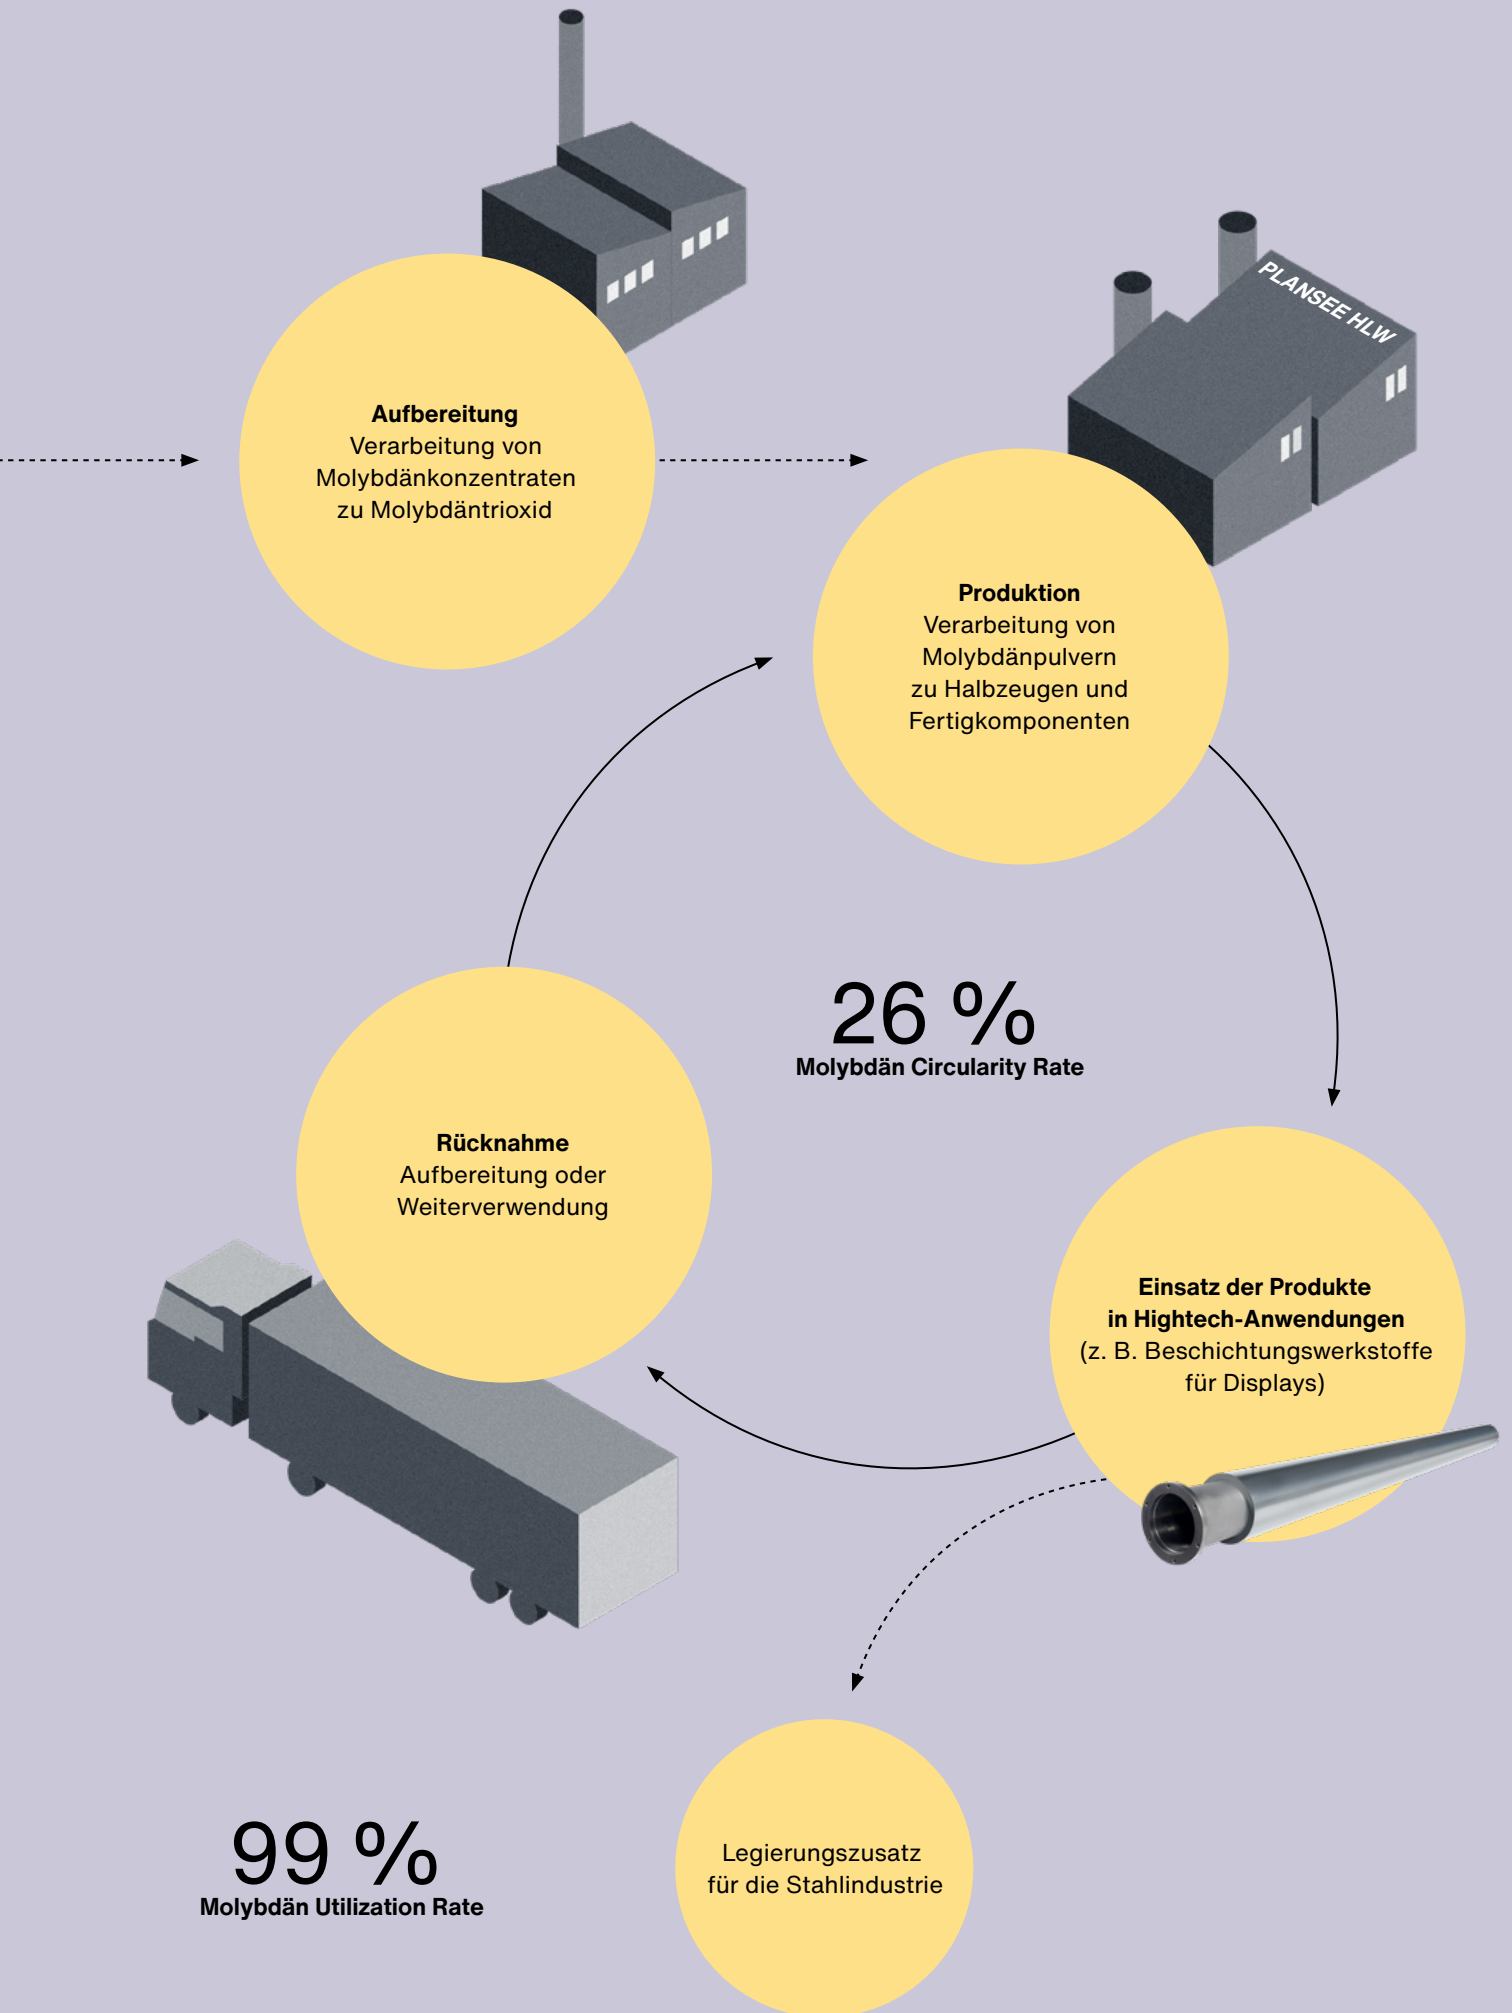 PLANSEE HLW
Aufbereitung
Verarbeitung von
Molybdänkonzentraten
zu Molybdäntrioxid
Produktion
Verarbeitung von
Molybdänpulvern
zu Halbzeugen und
Fertigkomponenten
26 %
Molybdän Circularity Rate
Rücknahme
Aufbereitung oder
Weiterverwendung
Einsatz der Produkte
in Hightech-Anwendungen
(z. B. Beschichtungswerkstoffe
für Displays)
99 %
Molybdän Utilization Rate
Legierungszusatz
für die Stahlindustrie